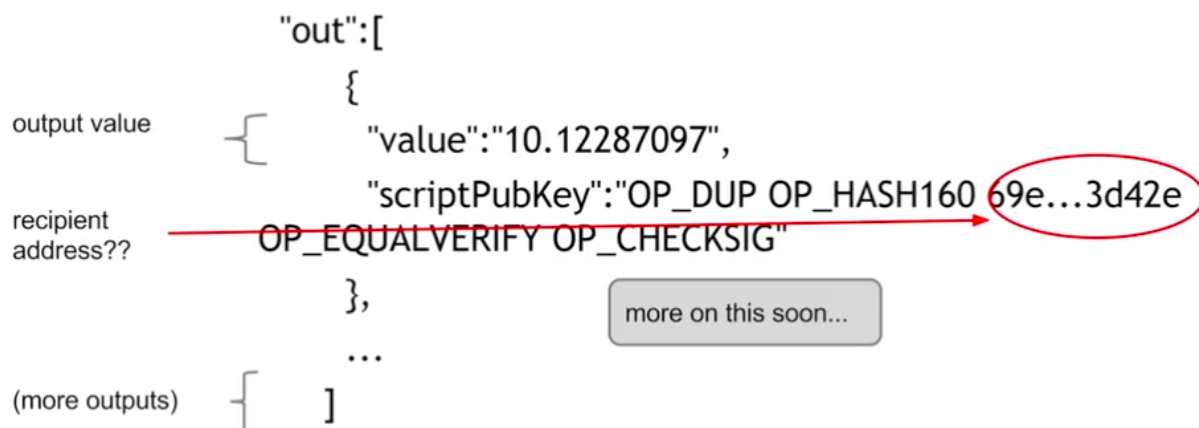 "out":[
{
output value
"value":"10.12287097",
"scriptPubKey":"OP_DUP OP_HASH160 69e...3d42e
recipient
address??
OP_EQUALVERIFY OP_CHECKSIG"
},
more on this soon...
...
(more outputs)
]